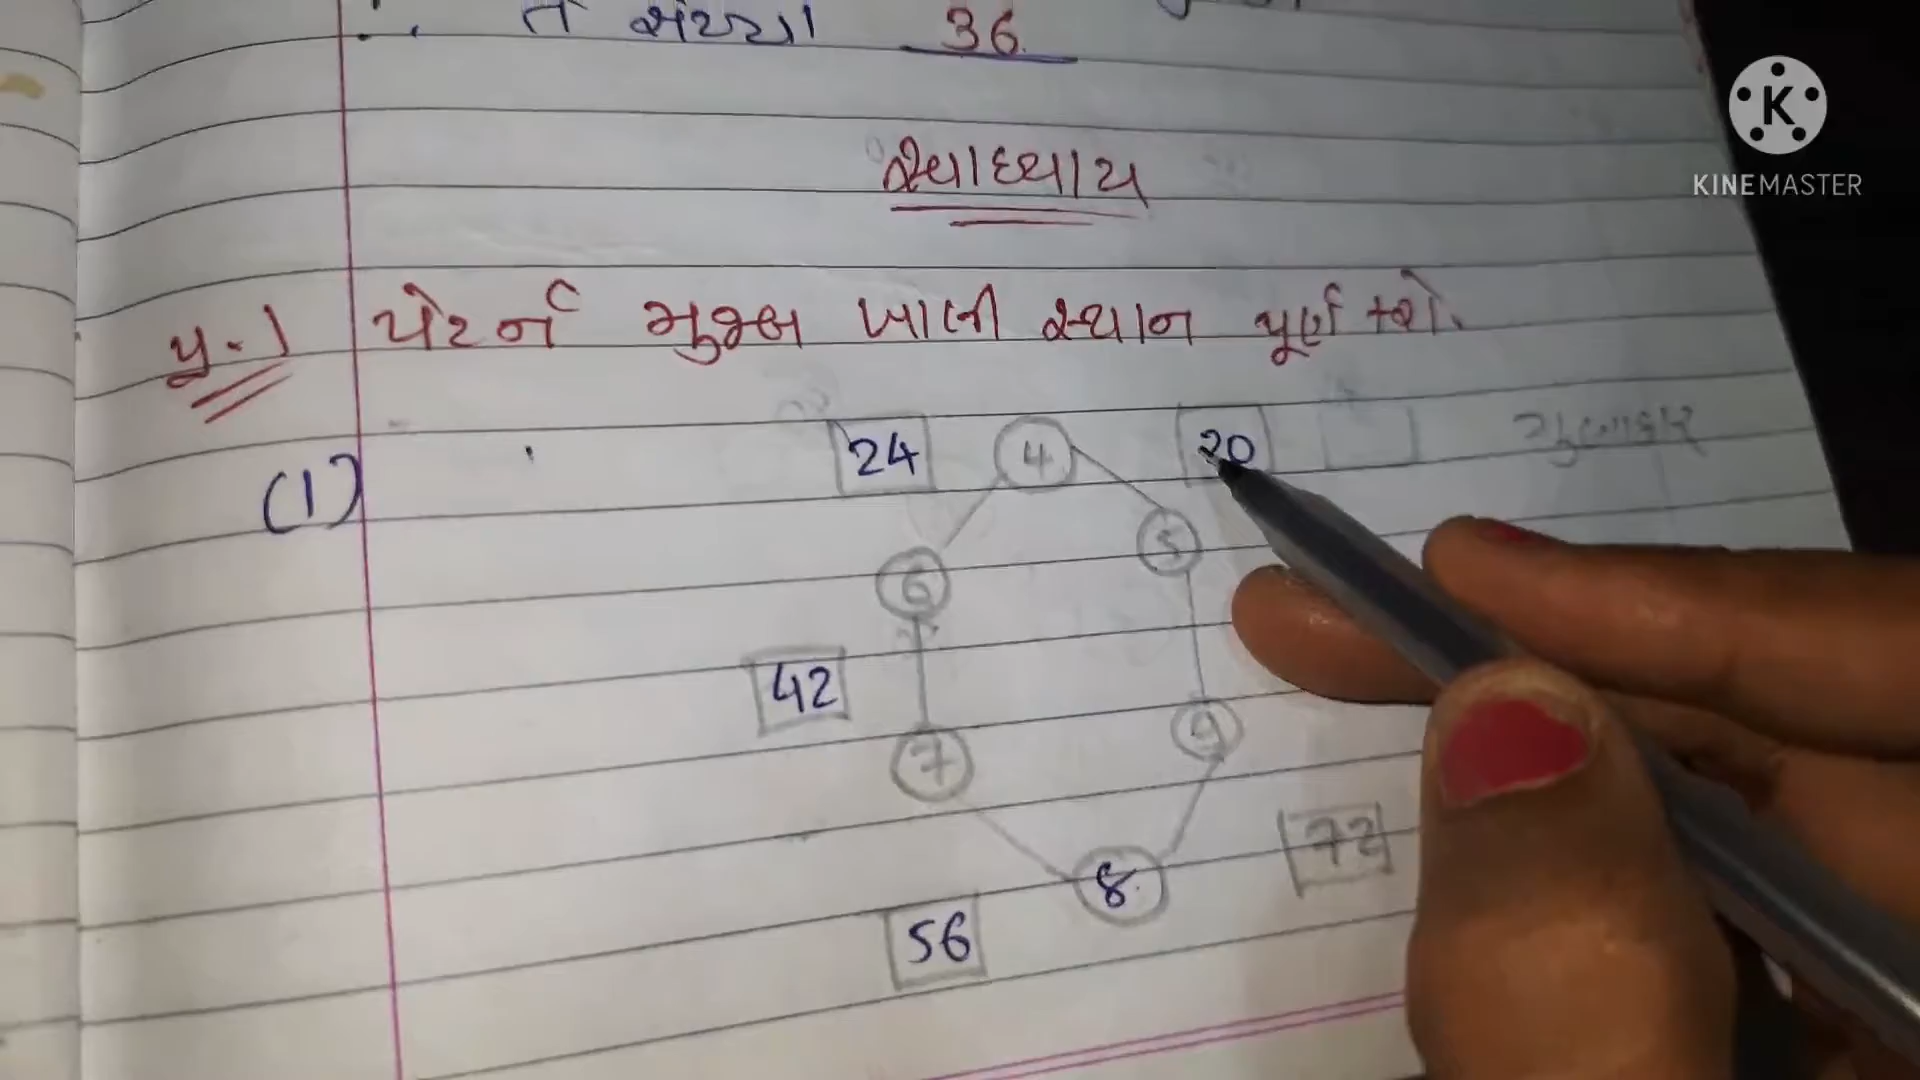 તે સંખ્યા 36.
સ્વાધ્યાય
KINEMASTER
પ્ર.1 પેટર્ન મુજબ ખાલી સ્થાન પૂર્ણ કરો.
(1) 24 4 20 ગુણાકાર
5
6
42
7 9
72
8
56